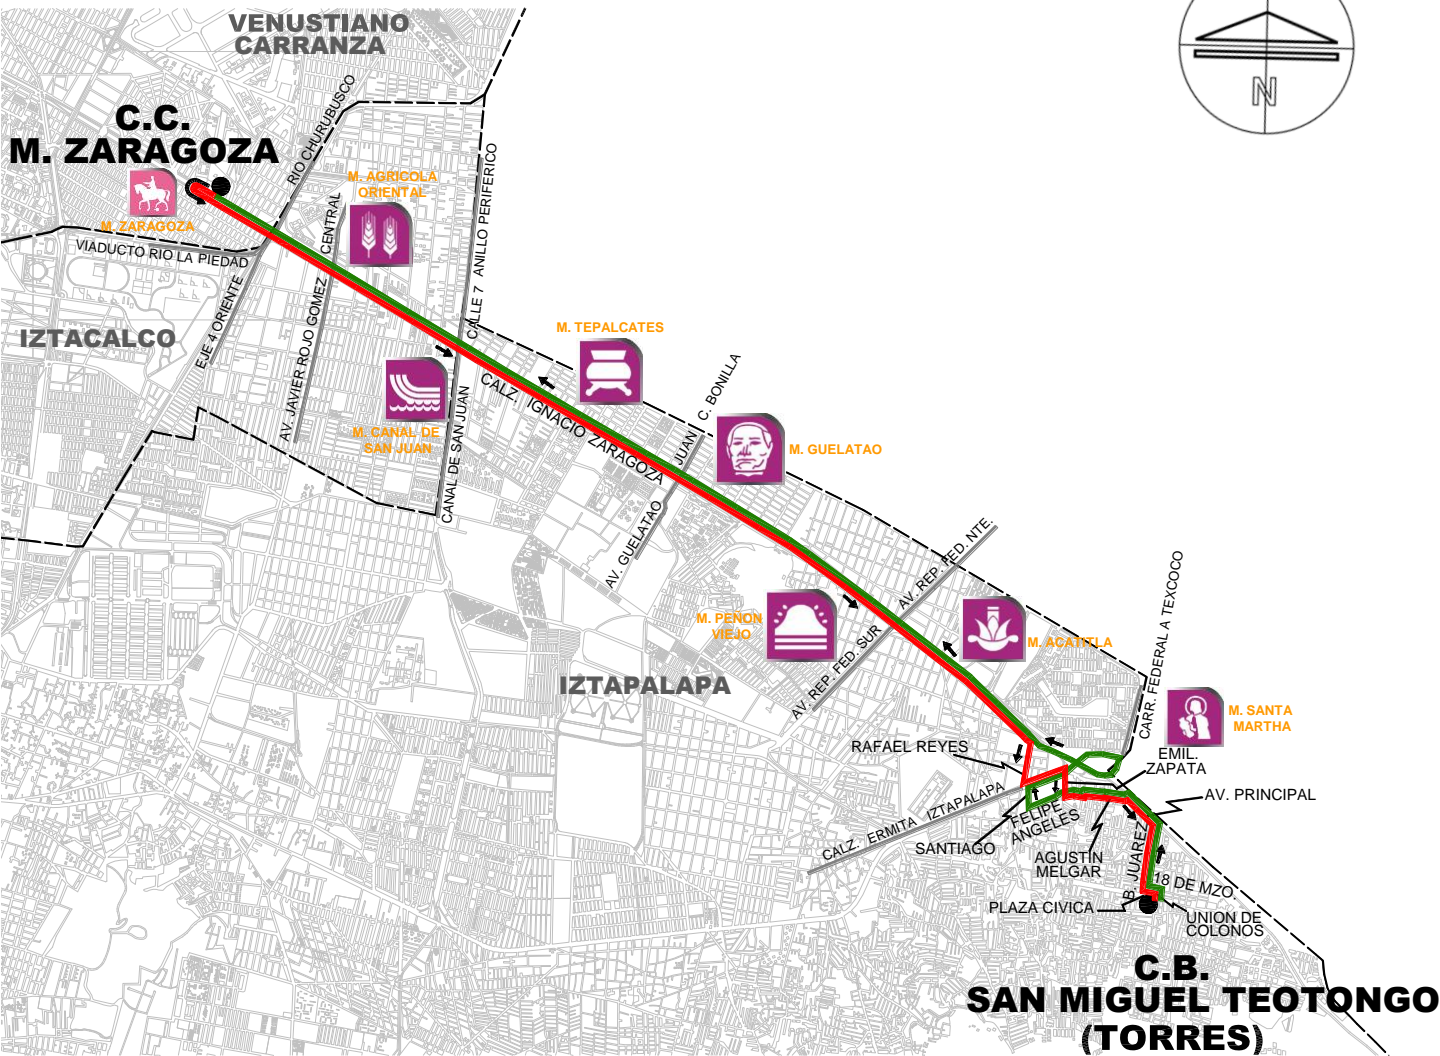 VENUSTIANO
CARRANZA
N
C.C.
M. ZARAGOZA
M. ZARAGOZA
RIO CHURUBUSCO
M. AGRICOLA
ORIENTAL
VIADUCTO RIO LA PIEDAD
CALLE 7 ANILLO PERIFERICO
IZTACALCO
EJE 4 ORIENTE
AV. JAVIER ROJO GOMEZ CENTRAL
M. TEPALCATES
M. CANAL DE
SAN JUAN
CANAL DE SAN JUAN
CALZ. IGNACIO ZARAGOZA
JUAN C. BONILLA
M. GUELATAO
AV. GUELATAO
AV. REP. FED. NTE.
M. PEÑON
VIEJO
AV. REP. FED. SUR
M. ACATITLA
CARR. FEDERAL A TEXCOCO
IZTAPALAPA
M. SANTA
MARTHA
RAFAEL REYES
EMIL.
ZAPATA
AV. PRINCIPAL
CALZ. ERMITA IZTAPALAPA
FELIPE
ANGELES
SANTIAGO
AGUSTÍN
MELGAR
B. JUAREZ
18 DE MZO.
PLAZA CIVICA
UNION DE
COLONOS
C.B.
SAN MIGUEL TEOTONGO
(TORRES)